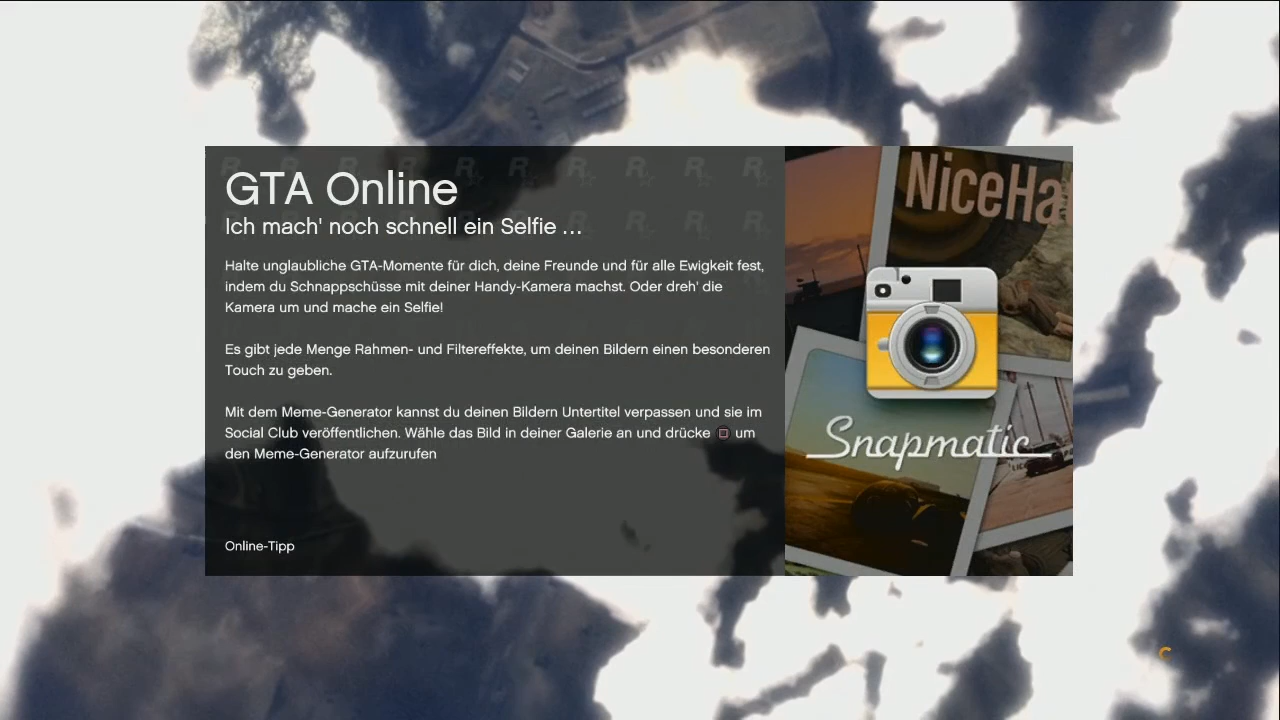 GTA Online
Ich mach' noch schnell ein Selfie ...
Halte unglaubliche GTA-Momente für dich, deine Freunde und für alle Ewigkeit fest,
indem du Schnappschüsse mit deiner Handy-Kamera machst. Oder dreh' die
Kamera um und mache ein Selfie!
Es gibt jede Menge Rahmen- und Filtereffekte, um deinen Bildern einen besonderen
Touch zu geben.
Mit dem Meme-Generator kannst du deinen Bildern Untertitel verpassen und sie im
Social Club veröffentlichen. Wähle das Bild in deiner Galerie an und drücke um
den Meme-Generator aufzurufen
Online-Tipp
NiceHa
Snapmatic